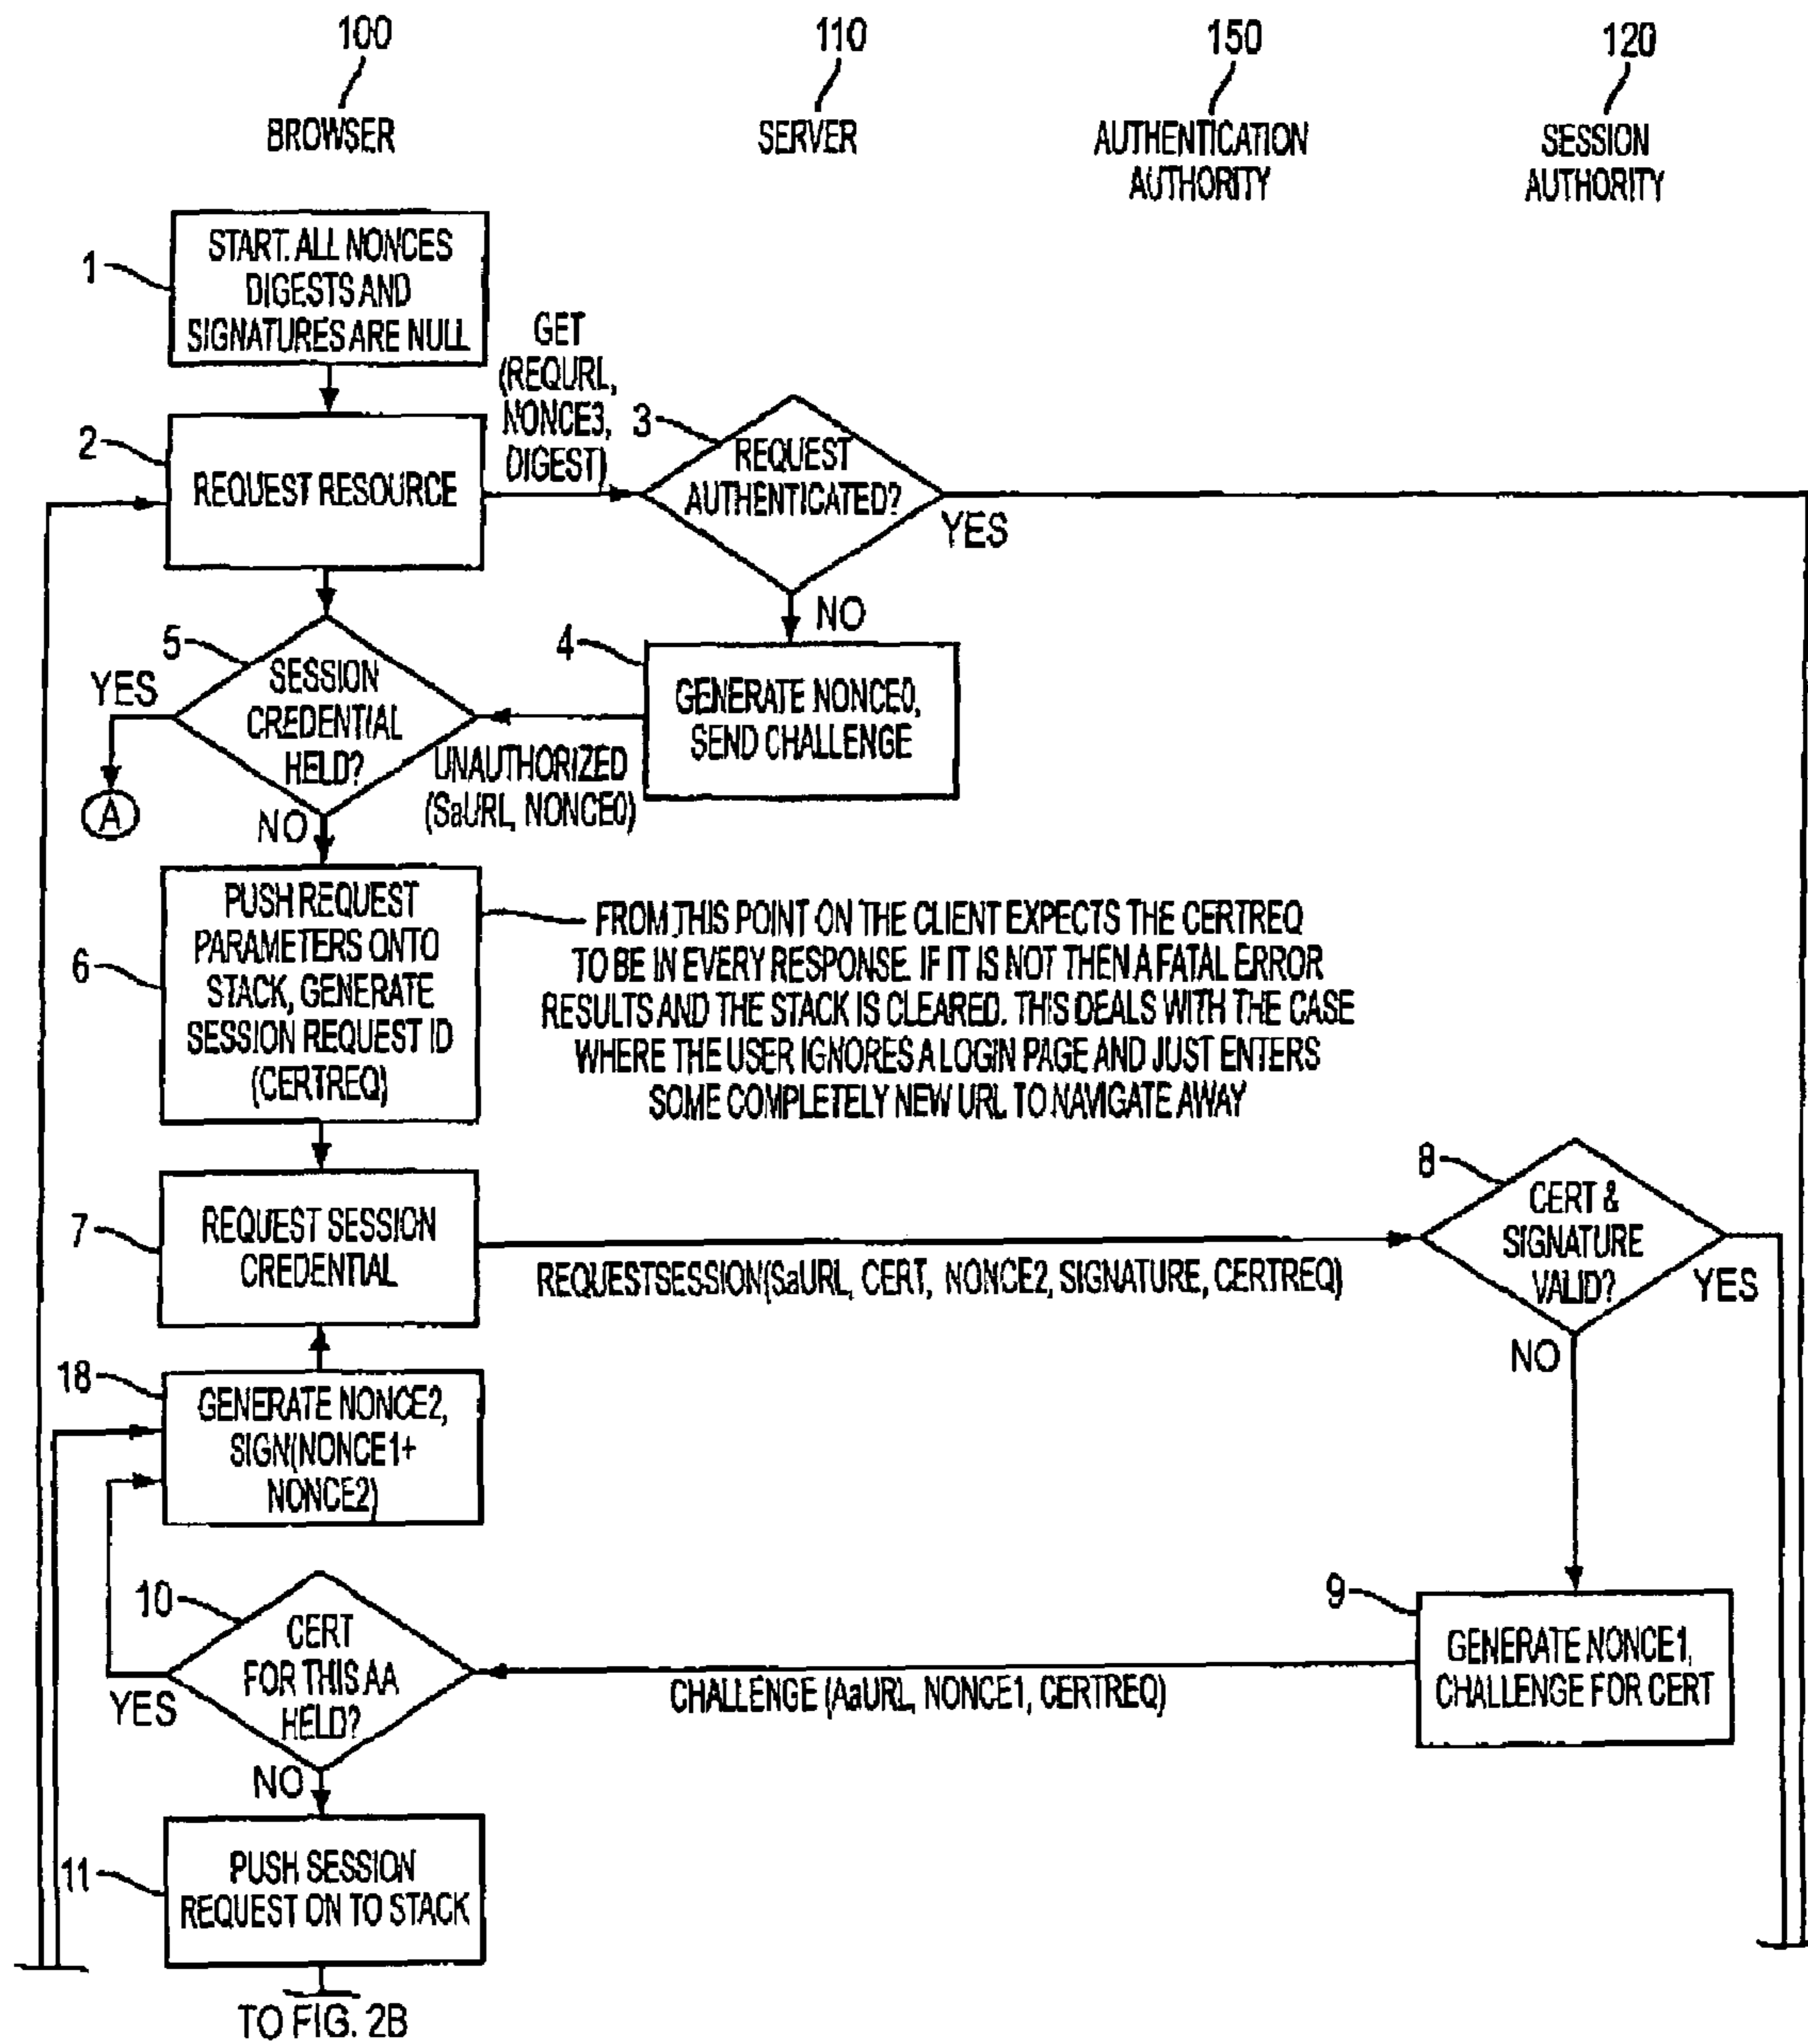 100
110
150
120
BROWSER
SERVER
AUTHENTICATION
AUTHORITY
SESSION
AUTHORITY
1
START. ALL NONCES
DIGESTS AND
SIGNATURES ARE NULL
GET
(REQURL,
NONCE3,
DIGEST)
2
REQUEST RESOURCE
3
REQUEST
AUTHENTICATED?
YES
NO
5
SESSION
CREDENTIAL
HELD?
YES
A
NO
4
GENERATE NONCE0,
SEND CHALLENGE
UNAUTHORIZED
(SaURL, NONCE0)
6
PUSH REQUEST
PARAMETERS ONTO
STACK, GENERATE
SESSION REQUEST ID
(CERTREQ)
FROM THIS POINT ON THE CLIENT EXPECTS THE CERTREQ
TO BE IN EVERY RESPONSE. IF IT IS NOT THEN A FATAL ERROR
RESULTS AND THE STACK IS CLEARED. THIS DEALS WITH THE CASE
WHERE THE USER IGNORES A LOGIN PAGE AND JUST ENTERS
SOME COMPLETELY NEW URL TO NAVIGATE AWAY
7
REQUEST SESSION
CREDENTIAL
REQUESTSESSION(SaURL, CERT, NONCE2, SIGNATURE, CERTREQ)
8
CERT &
SIGNATURE
VALID?
YES
NO
18
GENERATE NONCE2,
SIGN(NONCE1+
NONCE2)
10
CERT
FOR THIS AA
HELD?
YES
NO
CHALLENGE (AaURL, NONCE1, CERTREQ)
9
GENERATE NONCE1,
CHALLENGE FOR CERT
11
PUSH SESSION
REQUEST ON TO STACK
TO FIG. 2B